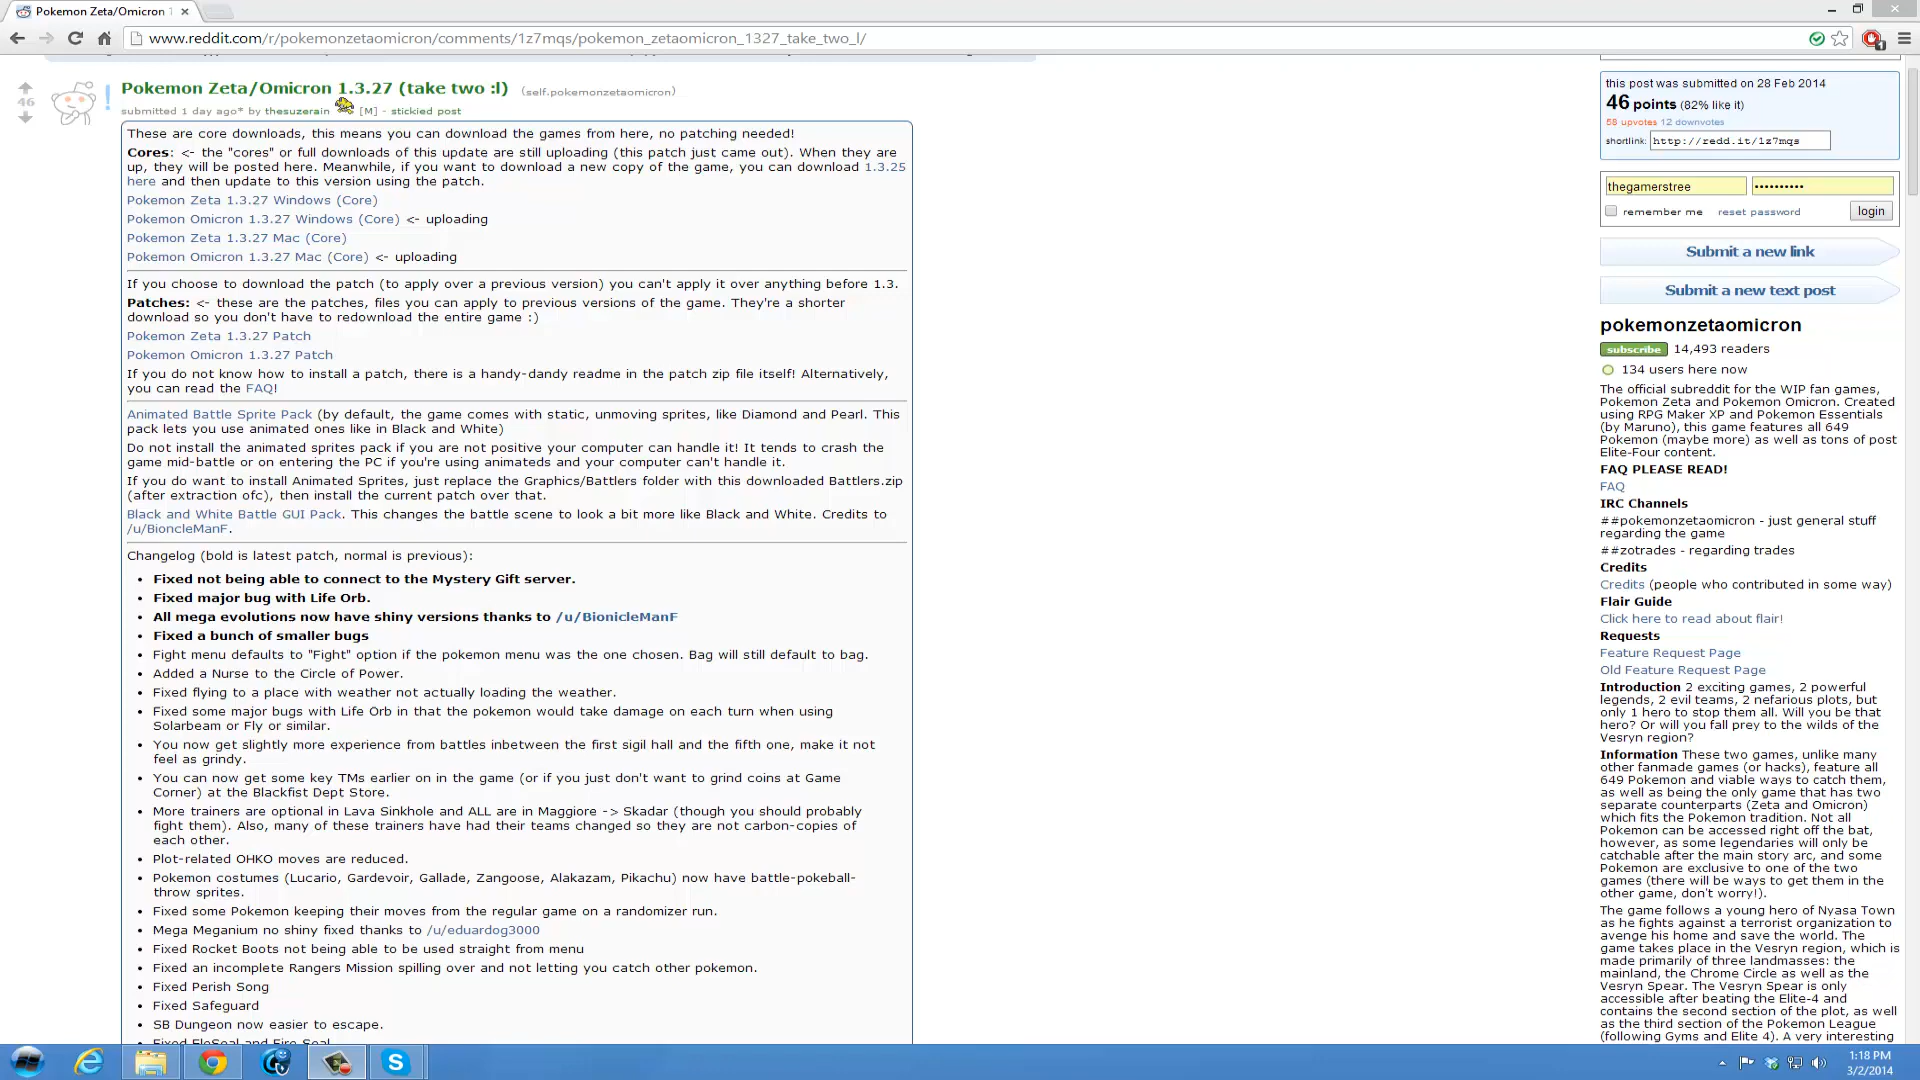 Pokemon Zeta/Omicron 1
www.reddit.com/r/pokemonzetaomicron/comments/1z7mqs/pokemon_zetaomicron_1327_take_two_l/
46
Pokemon Zeta/Omicron 1.3.27 (take two :l) (self.pokemonzetaomicron)
submitted 1 day ago* by thesuzerain [M] - stickied post
These are core downloads, this means you can download the games from here, no patching needed!
Cores: <- the "cores" or full downloads of this update are still uploading (this patch just came out). When they are
up, they will be posted here. Meanwhile, if you want to download a new copy of the game, you can download 1.3.25
here and then update to this version using the patch.
Pokemon Zeta 1.3.27 Windows (Core)
Pokemon Omicron 1.3.27 Windows (Core) <- uploading
Pokemon Zeta 1.3.27 Mac (Core)
Pokemon Omicron 1.3.27 Mac (Core) <- uploading
If you choose to download the patch (to apply over a previous version) you can't apply it over anything before 1.3.
Patches: <- these are the patches, files you can apply to previous versions of the game. They're a shorter
download so you don't have to redownload the entire game :)
Pokemon Zeta 1.3.27 Patch
Pokemon Omicron 1.3.27 Patch
If you do not know how to install a patch, there is a handy-dandy readme in the patch zip file itself! Alternatively,
you can read the FAQ!
Animated Battle Sprite Pack (by default, the game comes with static, unmoving sprites, like Diamond and Pearl. This
pack lets you use animated ones like in Black and White)
Do not install the animated sprites pack if you are not positive your computer can handle it! It tends to crash the
game mid-battle or on entering the PC if you're using animateds and your computer can't handle it.
If you do want to install Animated Sprites, just replace the Graphics/Battlers folder with this downloaded Battlers.zip
(after extraction ofc), then install the current patch over that.
Black and White Battle GUI Pack. This changes the battle scene to look a bit more like Black and White. Credits to
/u/BioncleManF.
Changelog (bold is latest patch, normal is previous):
• Fixed not being able to connect to the Mystery Gift server.
• Fixed major bug with Life Orb.
• All mega evolutions now have shiny versions thanks to /u/BionicleManF
• Fixed a bunch of smaller bugs
• Fight menu defaults to "Fight" option if the pokemon menu was the one chosen. Bag will still default to bag.
• Added a Nurse to the Circle of Power.
• Fixed flying to a place with weather not actually loading the weather.
• Fixed some major bugs with Life Orb in that the pokemon would take damage on each turn when using
Solarbeam or Fly or similar.
• You now get slightly more experience from battles inbetween the first sigil hall and the fifth one, make it not
feel as grindy.
• You can now get some key TMs earlier on in the game (or if you just don't want to grind coins at Game
Corner) at the Blackfist Dept Store.
• More trainers are optional in Lava Sinkhole and ALL are in Maggiore -> Skadar (though you should probably
fight them). Also, many of these trainers have had their teams changed so they are not carbon-copies of
each other.
• Plot-related OHKO moves are reduced.
• Pokemon costumes (Lucario, Gardevoir, Gallade, Zangoose, Alakazam, Pikachu) now have battle-pokeball-
throw sprites.
• Fixed some Pokemon keeping their moves from the regular game on a randomizer run.
• Mega Meganium no shiny fixed thanks to /u/eduardog3000
• Fixed Rocket Boots not being able to be used straight from menu
• Fixed an incomplete Rangers Mission spilling over and not letting you catch other pokemon.
• Fixed Perish Song
• Fixed Safeguard
• SB Dungeon now easier to escape.
this post was submitted on 28 Feb 2014
46 points (82% like it)
58 upvotes 12 downvotes
shortlink: http://redd.it/1z7mqs
thegamerstree ••••••••••
remember me reset password login
Submit a new link
Submit a new text post
pokemonzetaomicron
subscribe 14,493 readers
134 users here now
The official subreddit for the WIP fan games,
Pokemon Zeta and Pokemon Omicron. Created
using RPG Maker XP and Pokemon Essentials
(by Maruno), this game features all 649
Pokemon (maybe more) as well as tons of post
Elite-Four content.
FAQ PLEASE READ!
FAQ
IRC Channels
##pokemonzetaomicron - just general stuff
regarding the game
##zotrades - regarding trades
Credits
Credits (people who contributed in some way)
Flair Guide
Click here to read about flair!
Requests
Feature Request Page
Old Feature Request Page
Introduction 2 exciting games, 2 powerful
legends, 2 evil teams, 2 nefarious plots, but
only 1 hero to stop them all. Will you be that
hero? Or will you fall prey to the wilds of the
Vesryn region?
Information These two games, unlike many
other fanmade games (or hacks), feature all
649 Pokemon and viable ways to catch them,
as well as being the only game that has two
separate counterparts (Zeta and Omicron)
which fits the Pokemon tradition. Not all
Pokemon can be accessed right off the bat,
however, as some legendaries will only be
catchable after the main story arc, and some
Pokemon are exclusive to one of the two
games (there will be ways to get them in the
other game, don't worry!).
The game follows a young hero of Nyasa Town
as he fights against a terrorist organization to
avenge his home and save the world. The
game takes place in the Vesryn region, which is
made primarily of three landmasses: the
mainland, the Chrome Circle as well as the
Vesryn Spear. The Vesryn Spear is only
accessible after beating the Elite-4 and
contains the second section of the plot, as well
as the third section of the Pokemon League
(following Gyms and Elite 4). A very interesting
1:18 PM
3/2/2014